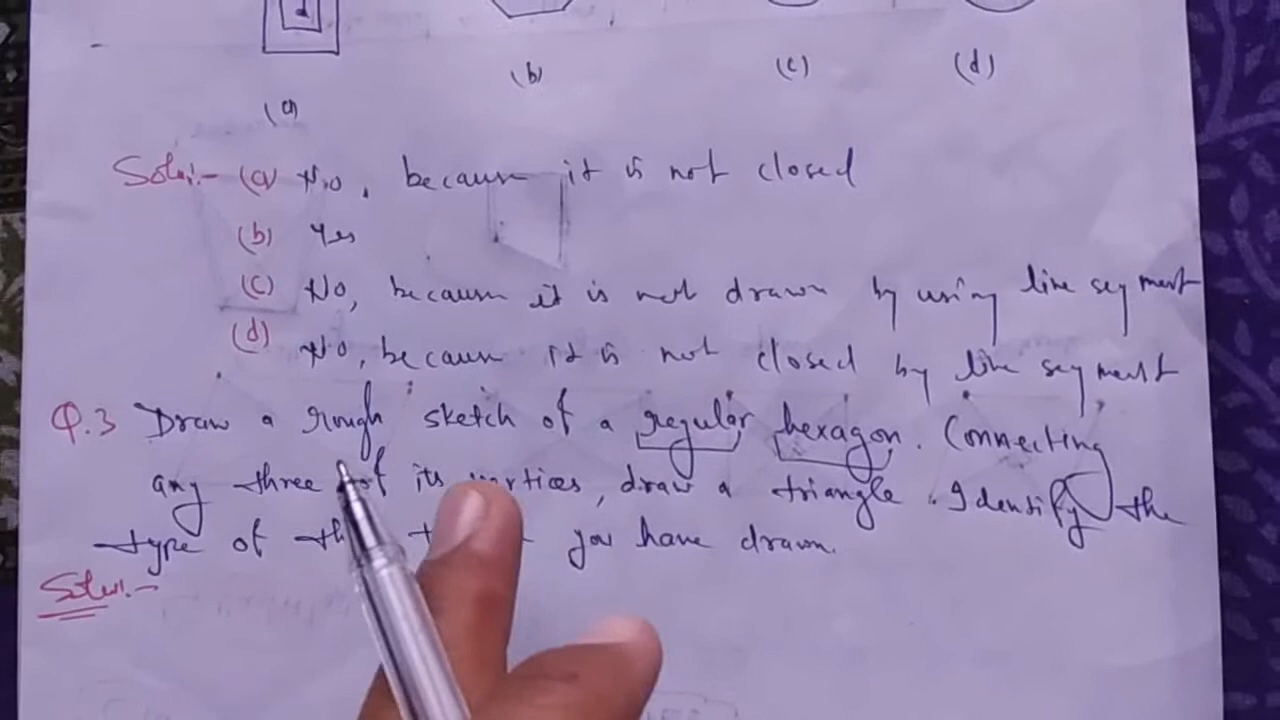 (a)
(b)
(c)
(d)
Soln:- (a) No, because it is not closed
(b) Yes
(c) No, because it is not drawn by using line segment
(d) No, because it is not closed by line segment
Q.3 Draw a rough sketch of a regular hexagon. Connecting
any three of its vertices, draw a triangle. Identify the
type of the you have drawn.
Soln:-